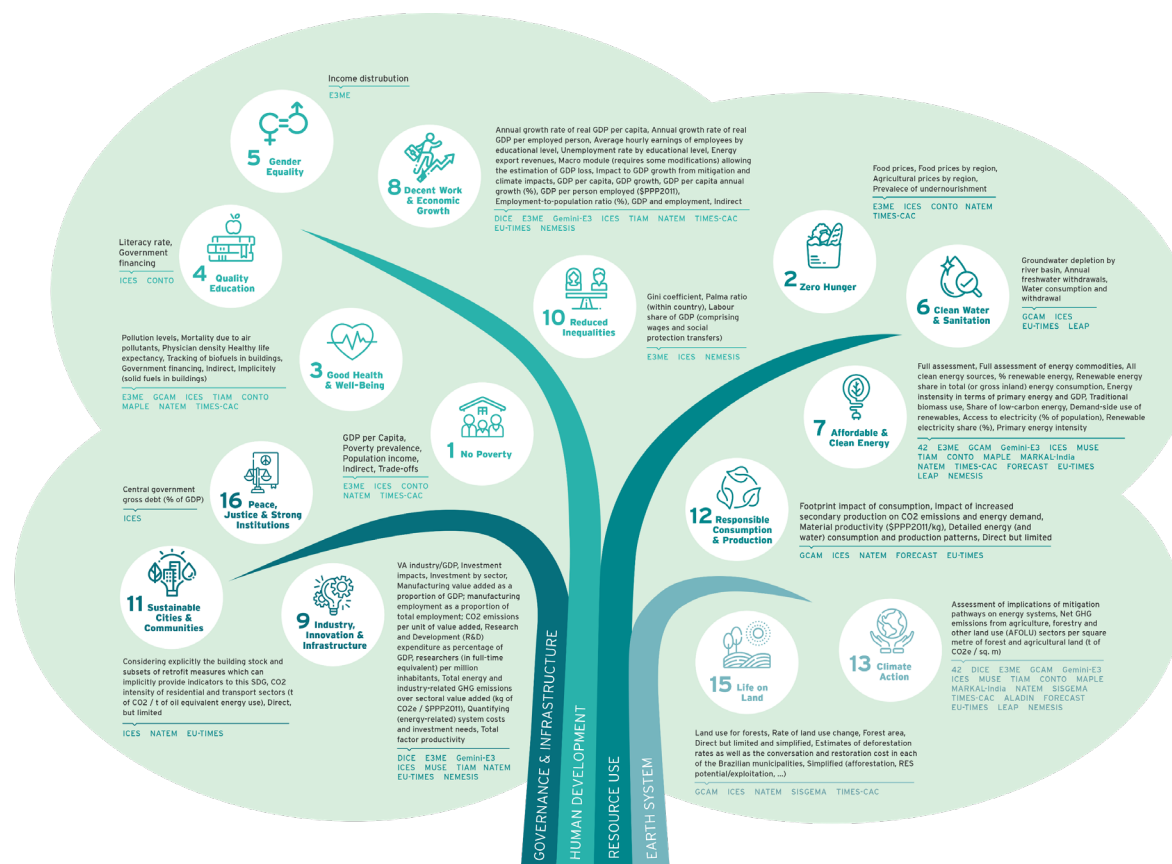 Income distrubution
E3ME
5 Gender
Equality
8 Decent Work
& Economic
Growth
Annual growth rate of real GDP per capita, Annual growth rate of real
GDP per employed person, Average hourly earnings of employees by
educational level, Unemployment rate by educational level, Energy
export revenues, Macro module (requires some modifications) allowing
the estimation of GDP loss, Impact to GDP growth from mitigation and
climate impacts, GDP per capita, GDP growth, GDP per capita annual
growth (%), GDP per person employed ($PPP2011),
Employment-to-population ratio (%), GDP and employment, Indirect
DICE E3ME Gemini-E3 ICES TIAM NATEM TIMES-CAC
EU-TIMES NEMESIS
Food prices, Food prices by region,
Agricultural prices by region,
Prevalece of undernourishment
E3ME ICES CONTO NATEM
TIMES-CAC
2 Zero Hunger
Literacy rate,
Government
financing
ICES CONTO
4 Quality
Education
10 Reduced
Inequalities
Gini coefficient, Palma ratio
(within country), Labour
share of GDP (comprising
wages and social
protection transfers)
E3ME ICES NEMESIS
6 Clean Water
& Sanitation
Groundwater depletion by
river basin, Annual
freshwater withdrawals,
Water consumption and
withdrawal
GCAM ICES
EU-TIMES LEAP
Pollution levels, Mortality due to air
pollutants, Physician density Healthy life
expectancy, Tracking of biofuels in buildings,
Government financing, Indirect, Implicitely
(solid fuels in buildings)
E3ME GCAM ICES TIAM CONTO
MAPLE NATEM TIMES-CAC
3 Good Health
& Well-Being
7 Affordable &
Clean Energy
Full assessment, Full assessment of energy commodities, All
clean energy sources, % renewable energy, Renewable energy
share in total (or gross inland) energy consumption, Energy
instensity in terms of primary energy and GDP, Traditional
biomass use, Share of low-carbon energy, Demand-side use of
renewables, Access to electricity (% of population), Renewable
electricity share (%), Primary energy intensity
42 E3ME GCAM Gemini-E3 ICES MUSE
TIAM CONTO MAPLE MARKAL-India
NATEM TIMES-CAC FORECAST EU-TIMES
LEAP NEMESIS
1 No Poverty
GDP per Capita,
Poverty prevalence,
Population income,
Indirect, Trade-offs
E3ME ICES CONTO
NATEM TIMES-CAC
Central government
gross debt (% of GDP)
ICES
16 Peace,
Justice & Strong
Institutions
12 Responsible
Consumption
& Production
Footprint impact of consumption, Impact of increased
secondary production on CO2 emissions and energy demand,
Material productivity ($PPP2011/kg), Detailed energy (and
water) consumption and production patterns, Direct but limited
GCAM ICES NATEM FORECAST EU-TIMES
11 Sustainable
Cities &
Communities
Considering explicitly the building stock and
subsets of retrofit measures which can
implicitly provide indicators to this SDG, CO2
intensity of residential and transport sectors (t
of CO2 / t of oil equivalent energy use), Direct,
but limited
ICES NATEM EU-TIMES
9 Industry,
Innovation &
Infrastructure
VA industry/GDP, Investment
impacts, Investment by sector,
Manufacturing value added as a
proportion of GDP; manufacturing
employment as a proportion of
total employment; CO2 emissions
per unit of value added, Research
and Development (R&D)
expenditure as percentage of
GDP, researchers (in full-time
equivalent) per million
inhabitants, Total energy and
industry-related GHG emissions
over sectoral value added (kg of
CO2e / $PPP2011), Quantifying
(energy-related) system costs
and investment needs, Total
factor productivity
DICE E3ME Gemini-E3
ICES MUSE TIAM NATEM
EU-TIMES NEMESIS
15 Life on
Land
Land use for forests, Rate of land use change, Forest area,
Direct but limited and simplified, Estimates of deforestation
rates as well as the conversation and restoration cost in each
of the Brazilian municipalities, Simplified (afforestation, RES
potential/exploitation, ...)
GCAM ICES NATEM SISGEMA TIMES-CAC
13 Climate
Action
Assessment of implications of mitigation
pathways on energy systems, Net GHG
emissions from agriculture, forestry and
other land use (AFOLU) sectors per square
metre of forest and agricultural land (t of
CO2e / sq. m)
42 DICE E3ME GCAM Gemini-E3
ICES MUSE TIAM CONTO MAPLE
MARKAL-India NATEM SISGEMA
TIMES-CAC ALADIN FORECAST
EU-TIMES LEAP NEMESIS
GOVERNANCE & INFRASTRUCTURE
HUMAN DEVELOPMENT
RESOURCE USE
EARTH SYSTEM